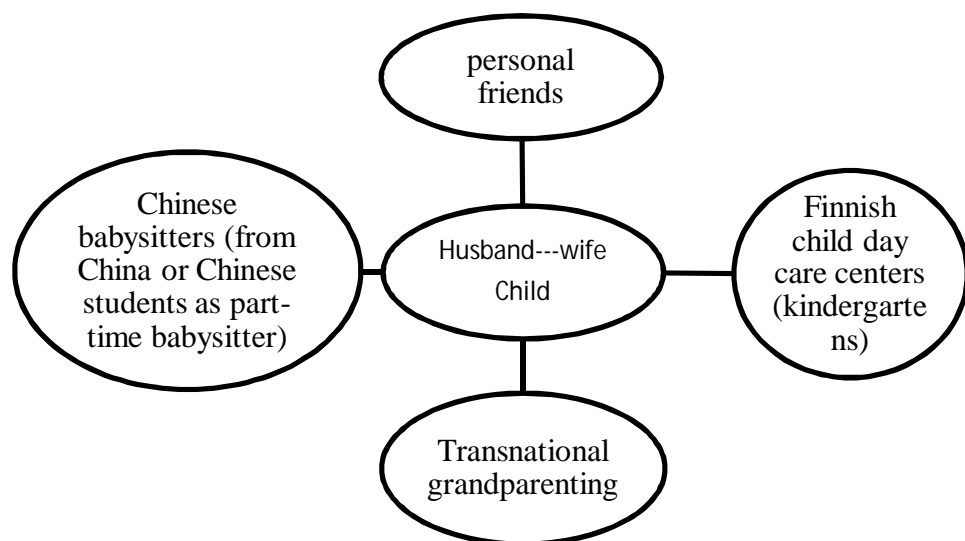 personal
friends
Chinese
babysitters (from
China or Chinese
students as part-
time babysitter)
Husband---wife
Child
Finnish
child day
care centers
(kindergarte
ns)
Transnational
grandparenting